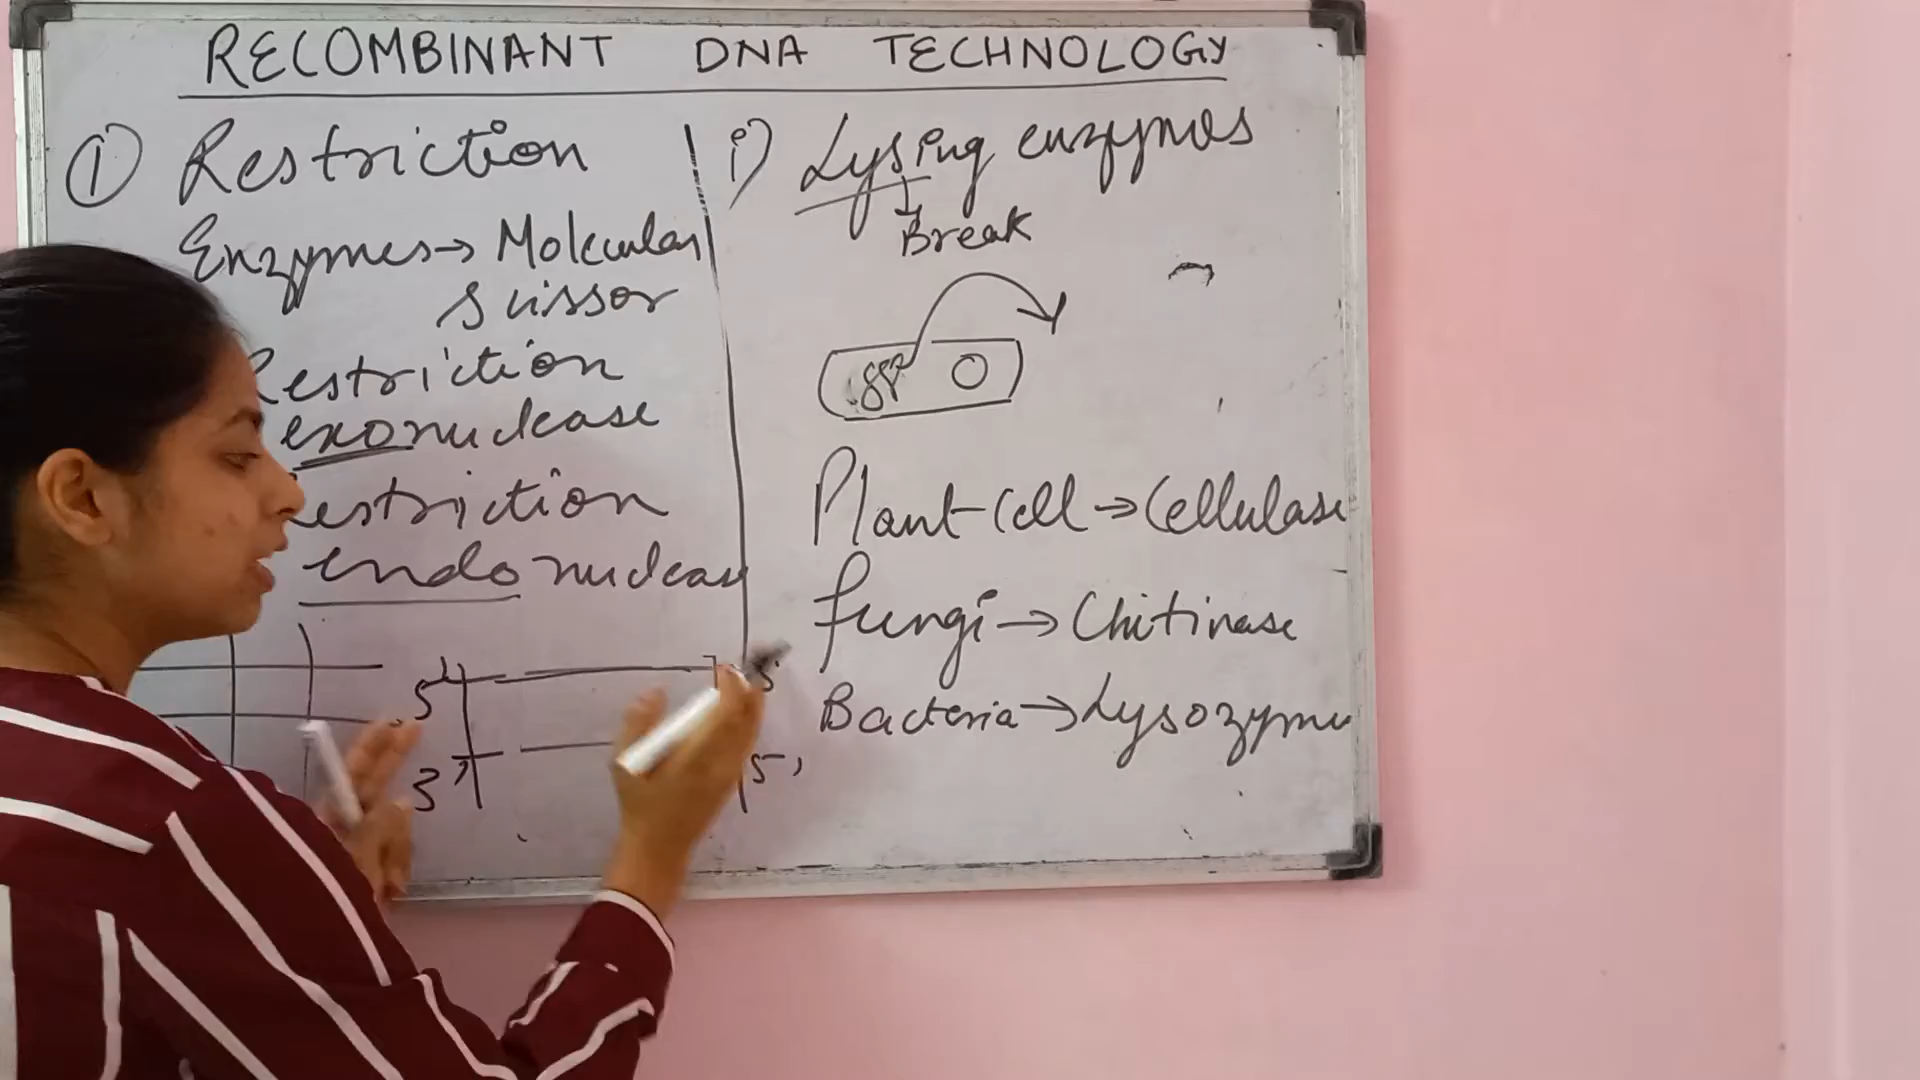 RECOMBINANT DNA TECHNOLOGY
① Restriction
Enzymes → Molecular
scissor
Restriction
exonuclease
Restriction
endonuclease
5'
3'
5'
i) Lysing enzymes
Break
Plant cell → Cellulase
fungi → Chitinase
Bacteria → Lysozyme